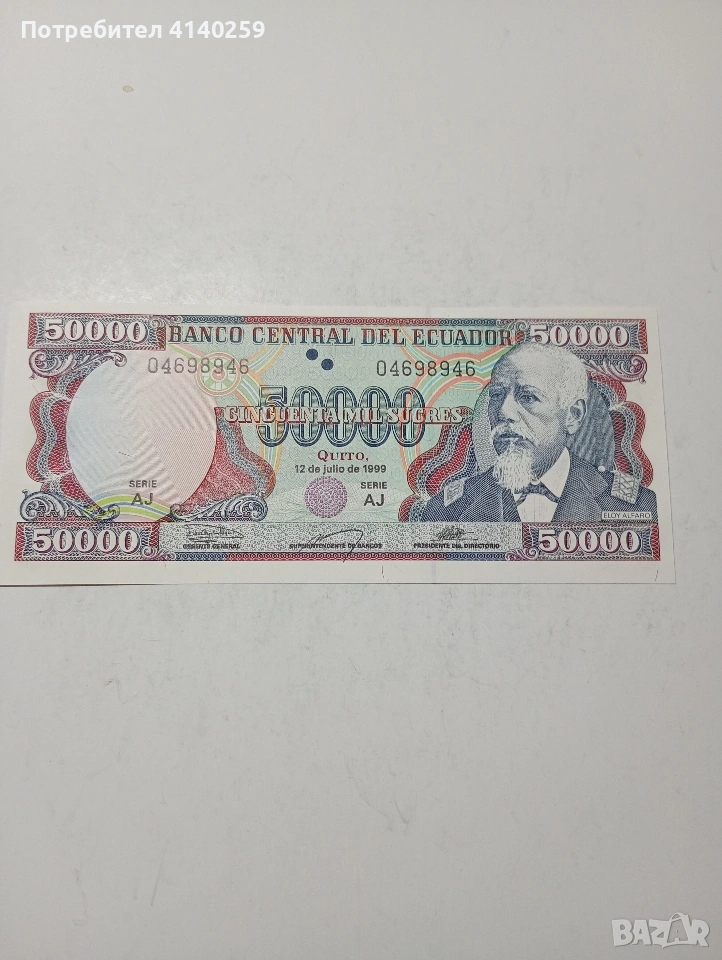 Потребител 4140259
50000 BANCO CENTRAL DEL ECUADOR 50000
04698946 04698946
50000
CINCUENTA MIL SUCRES
QUITO,
12 de julio de 1999
SERIE AJ
SERIE AJ
ELOY ALFARO
50000 GERENTE GENERAL SUPERINTENDENTE DE BANCOS PRESIDENTE DEL DIRECTORIO 50000
BAZAR